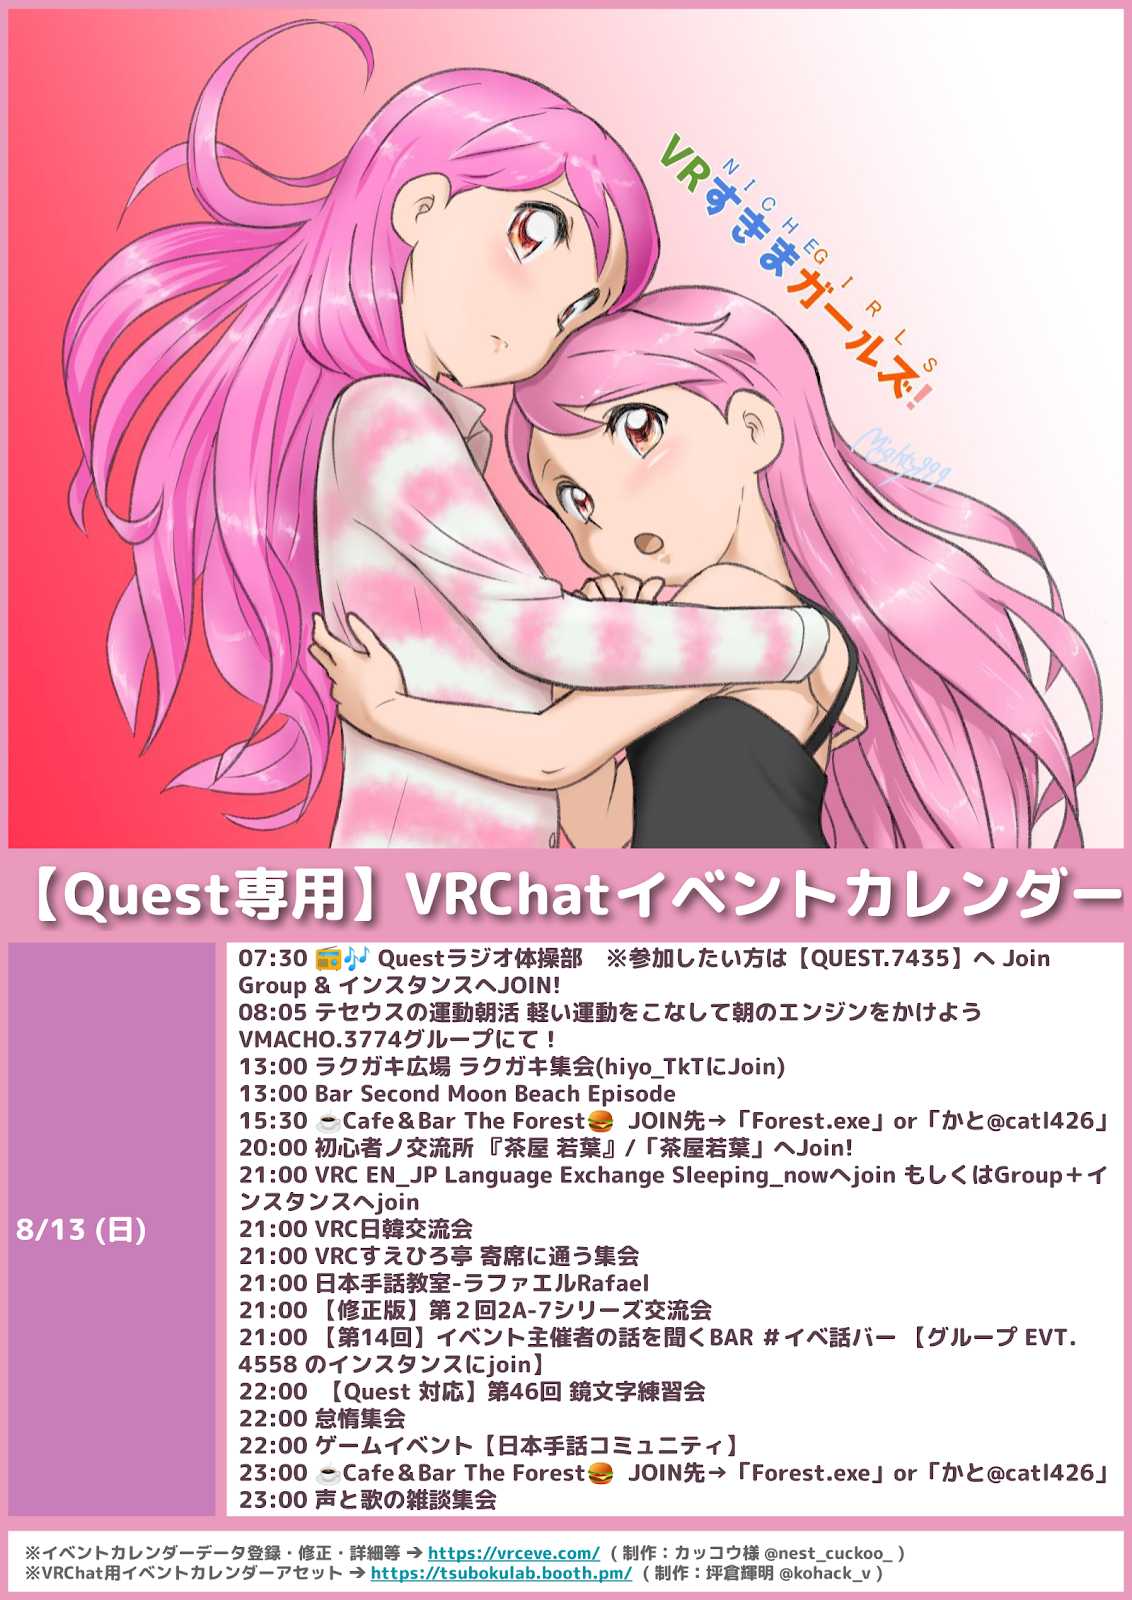 NICHEGIRLS
VRすきまガールズ!
Mighty999
【Quest専用】VRChatイベントカレンダー
8/13 (日)
07:30 📻🎶 Questラジオ体操部　※参加したい方は【QUEST.7435】へ Join
Group & インスタンスへJOIN!
08:05 テセウスの運動朝活 軽い運動をこなして朝のエンジンをかけよう
VMACHO.3774グループにて！
13:00 ラクガキ広場 ラクガキ集会(hiyo_TkTにJoin)
13:00 Bar Second Moon Beach Episode
15:30 ☕Cafe＆Bar The Forest🍔 JOIN先→「Forest.exe」or「かと@catl426」
20:00 初心者ノ交流所 『茶屋 若葉』/「茶屋若葉」へJoin!
21:00 VRC EN_JP Language Exchange Sleeping_nowへjoin もしくはGroup＋イ
ンスタンスへjoin
21:00 VRC日韓交流会
21:00 VRCすえひろ亭 寄席に通う集会
21:00 日本手話教室-ラファエルRafael
21:00 【修正版】第２回2A-7シリーズ交流会
21:00 【第14回】イベント主催者の話を聞くBAR ＃イベ話バー 【グループ EVT.
4558 のインスタンスにjoin】
22:00 【Quest 対応】第46回 鏡文字練習会
22:00 怠惰集会
22:00 ゲームイベント【日本手話コミュニティ】
23:00 ☕Cafe＆Bar The Forest🍔 JOIN先→「Forest.exe」or「かと@catl426」
23:00 声と歌の雑談集会
※イベントカレンダーデータ登録・修正・詳細等 ➔ https://vrceve.com/ （制作：カッコウ様 @nest_cuckoo_ ）
※VRChat用イベントカレンダーアセット ➔ https://tsubokulab.booth.pm/ （制作：坪倉輝明 @kohack_v ）